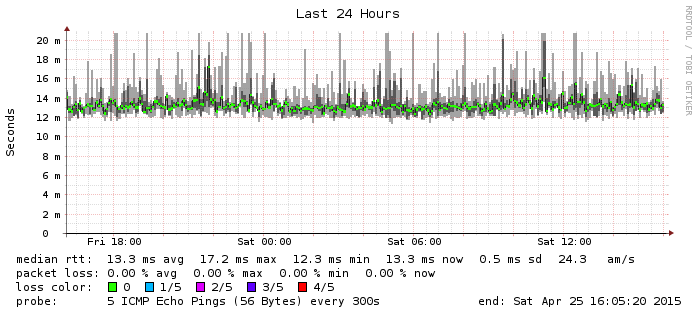 Last 24 Hours
RRDTOOL / TOBI OETIKER
Seconds
20 m
18 m
16 m
14 m
12 m
10 m
8 m
6 m
4 m
2 m
0
Fri 18:00 Sat 00:00 Sat 06:00 Sat 12:00
median rtt: 13.3 ms avg 17.2 ms max 12.3 ms min 13.3 ms now 0.5 ms sd 24.3 am/s
packet loss: 0.00 % avg 0.00 % max 0.00 % min 0.00 % now
loss color: 0 1/5 2/5 3/5 4/5
probe: 5 ICMP Echo Pings (56 Bytes) every 300s end: Sat Apr 25 16:05:20 2015